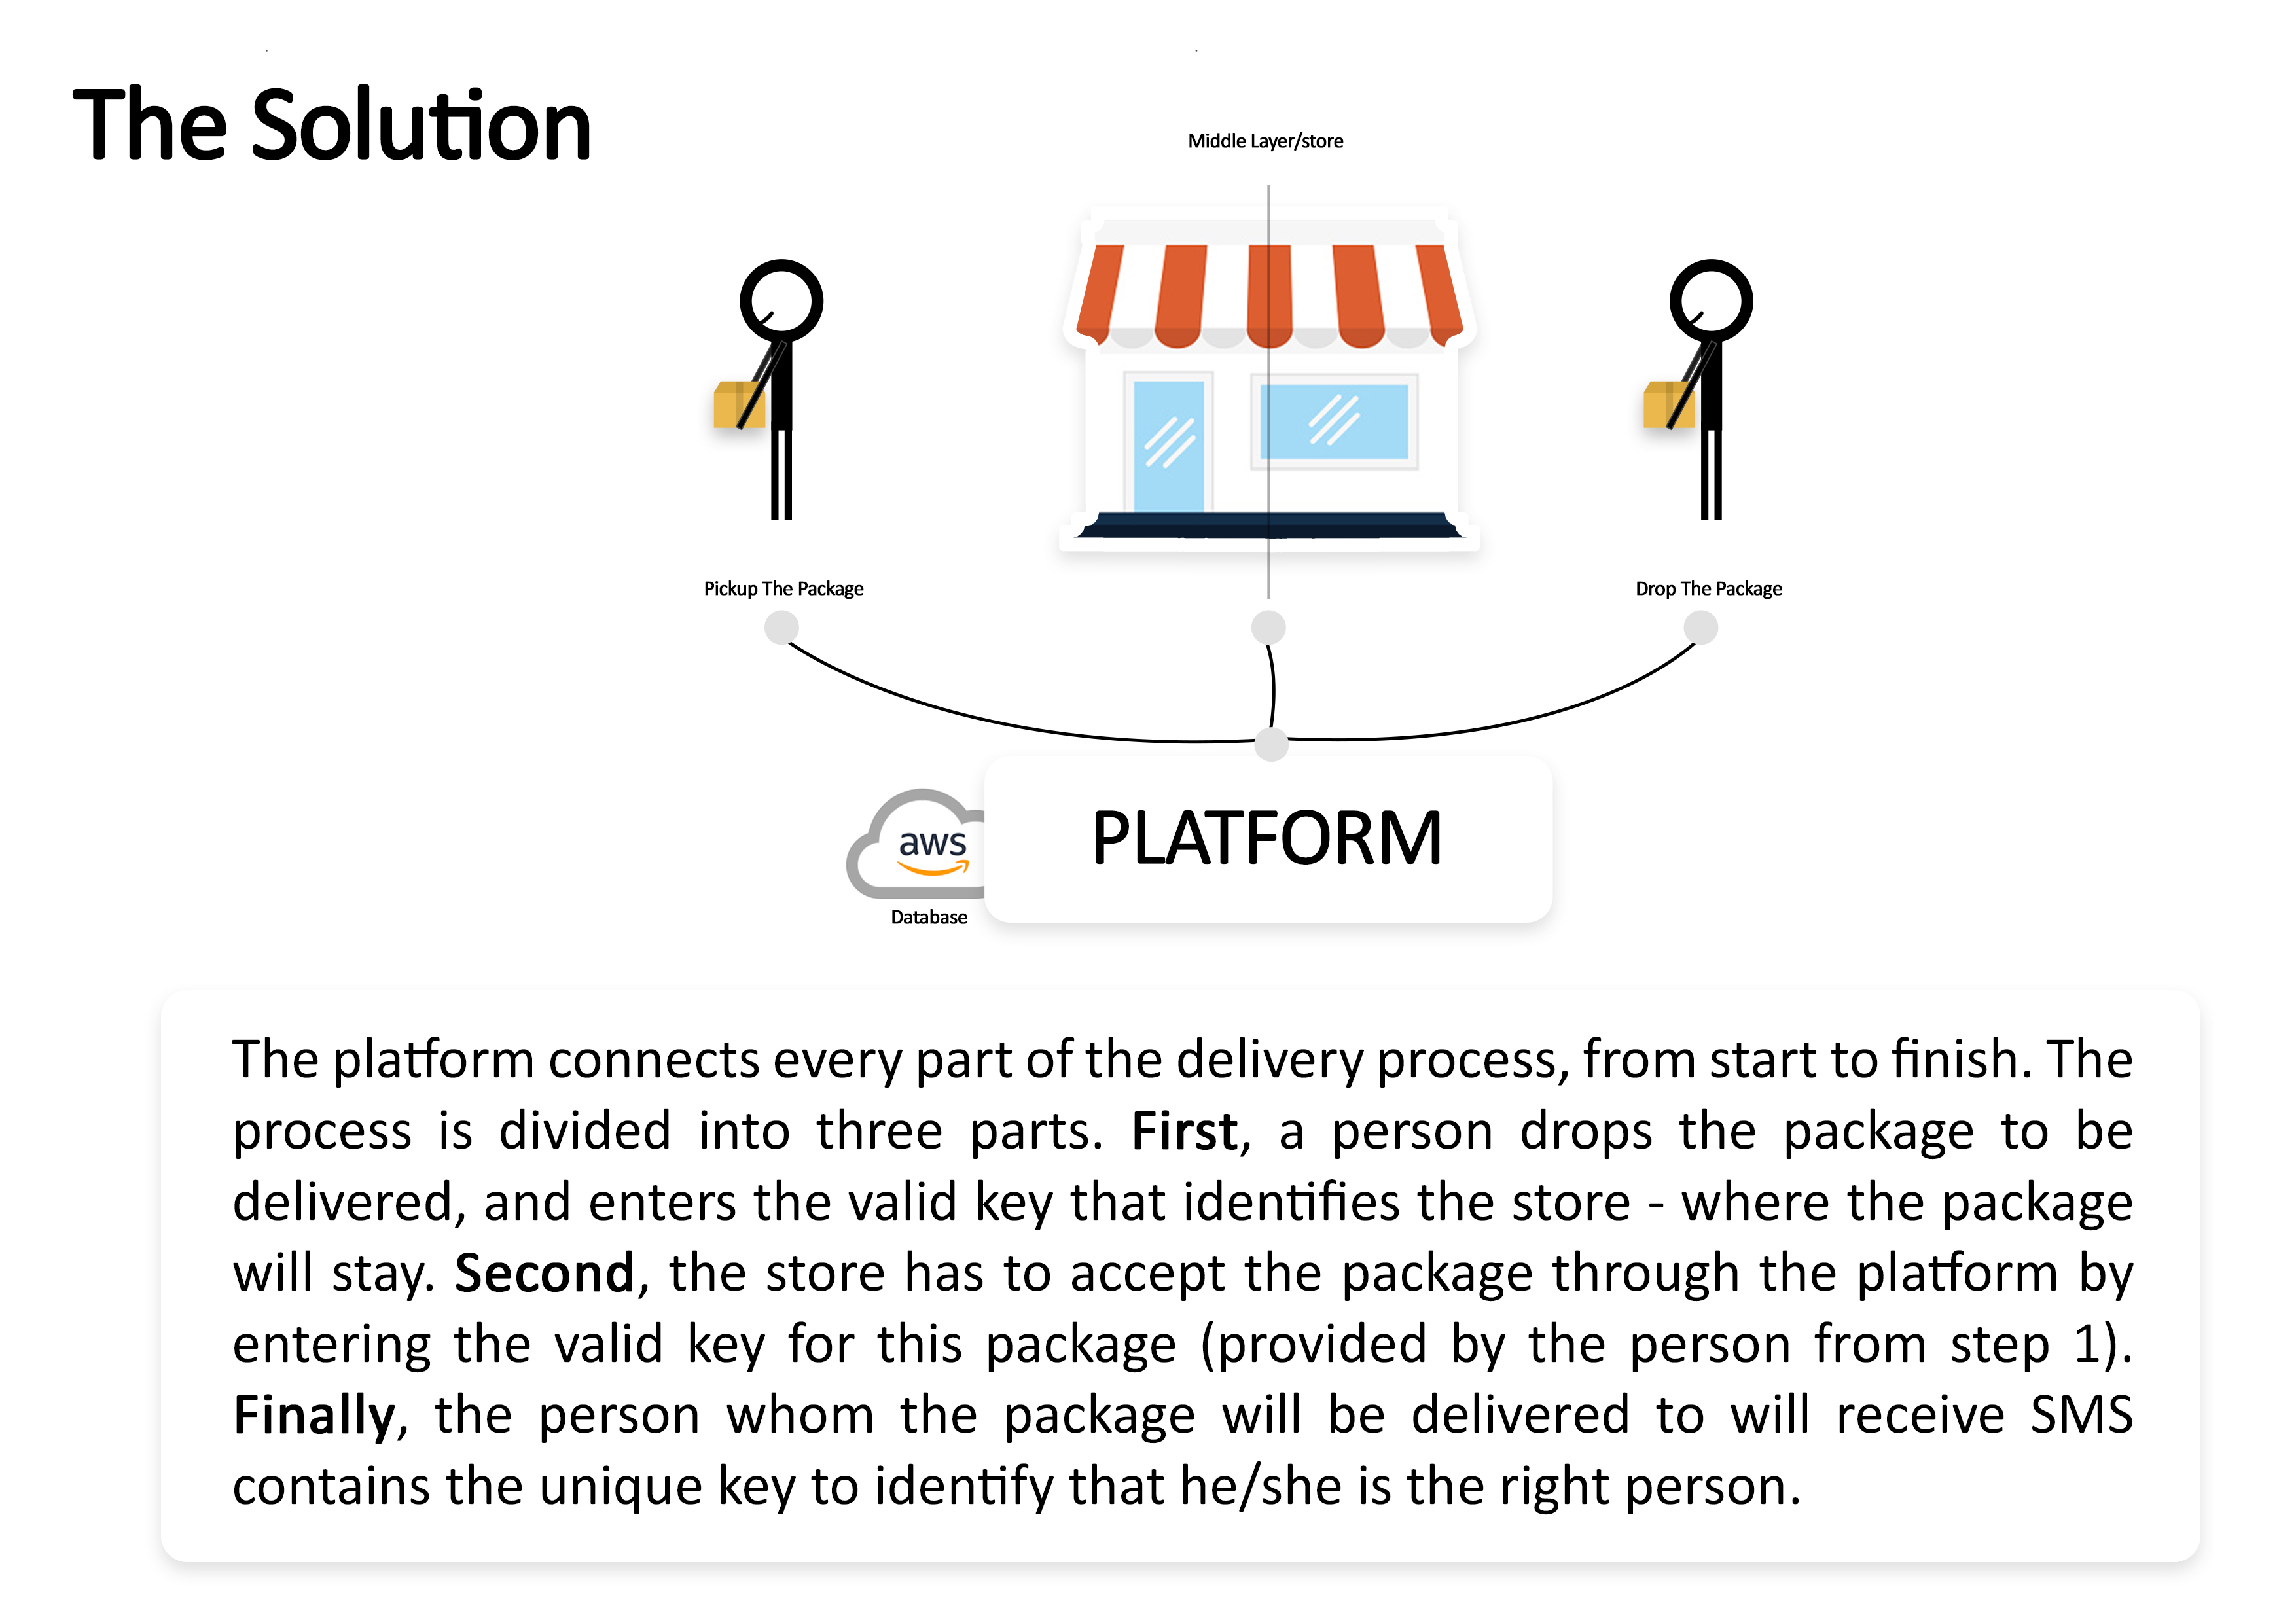 The Solution
Middle Layer/store
Pickup The Package
Drop The Package
PLATFORM
aws
Database
The platform connects every part of the delivery process, from start to finish. The
process is divided into three parts. First, a person drops the package to be
delivered, and enters the valid key that identifies the store - where the package
will stay. Second, the store has to accept the package through the platform by
entering the valid key for this package (provided by the person from step 1).
Finally, the person whom the package will be delivered to will receive SMS
contains the unique key to identify that he/she is the right person.